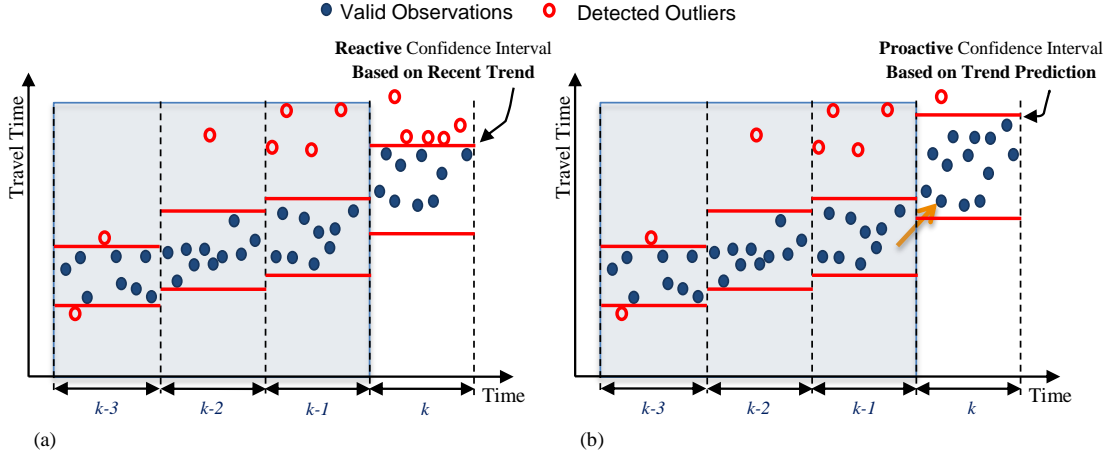 Valid Observations
Detected Outliers
Reactive Confidence Interval
Based on Recent Trend
Travel Time
k-3
k-2
k-1
k
Time
(a)
Proactive Confidence Interval
Based on Trend Prediction
Travel Time
k-3
k-2
k-1
k
Time
(b)